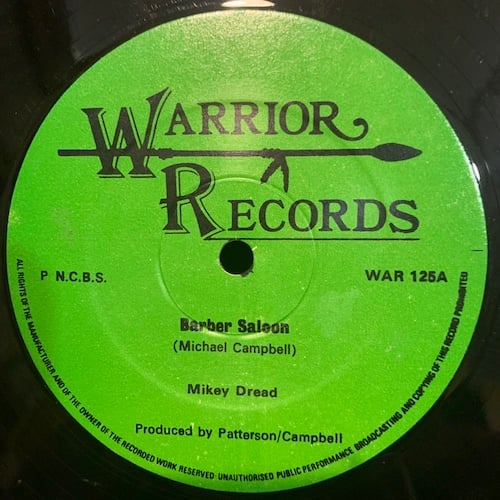 WARRIOR
RECORDS
P N.C.B.S.
WAR 125A
Barber Saloon
(Michael Campbell)
Mikey Dread
Produced by Patterson/Campbell
ALL RIGHTS OF THE MANUFACTURER AND OF THE OWNER OF THE RECORDED WORK RESERVED UNAUTHORISED PUBLIC PERFORMANCE BROADCASTING AND COPYING OF THIS RECORD PROHIBITED